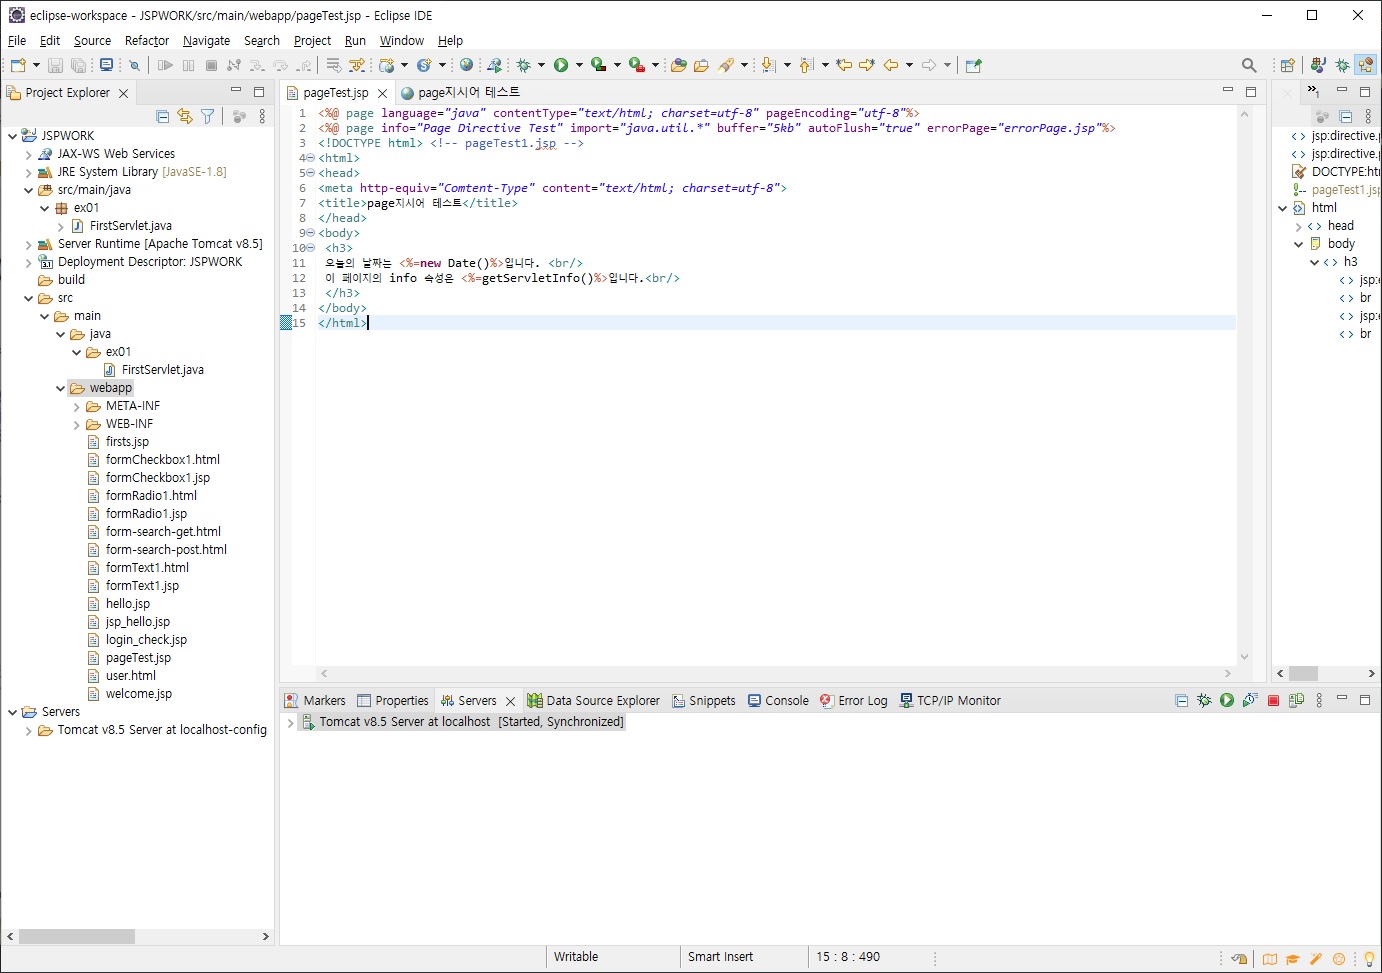 eclipse-workspace - JSPWORK/src/main/webapp/pageTest.jsp - Eclipse IDE
File Edit Source Refactor Navigate Search Project Run Window Help
Project Explorer
JSPWORK
JAX-WS Web Services
JRE System Library [JavaSE-1.8]
src/main/java
ex01
FirstServlet.java
Server Runtime [Apache Tomcat v8.5]
Deployment Descriptor: JSPWORK
build
src
main
java
ex01
FirstServlet.java
webapp
META-INF
WEB-INF
firsts.jsp
formCheckbox1.html
formCheckbox1.jsp
formRadio1.html
formRadio1.jsp
form-search-get.html
form-search-post.html
formText1.html
formText1.jsp
hello.jsp
jsp_hello.jsp
login_check.jsp
pageTest.jsp
user.html
welcome.jsp
Servers
Tomcat v8.5 Server at localhost-config
pageTest.jsp page지시어 테스트
1 <%@ page language="java" contentType="text/html; charset=utf-8" pageEncoding="utf-8"%>
2 <%@ page info="Page Directive Test" import="java.util.*" buffer="5kb" autoFlush="true" errorPage="errorPage.jsp"%>
3 <!DOCTYPE html> <!-- pageTest1.jsp -->
4 <html>
5 <head>
6 <meta http-equiv="Comtent-Type" content="text/html; charset=utf-8">
7 <title>page지시어 테스트</title>
8 </head>
9 <body>
10 <h3>
11 오늘의 날짜는 <%=new Date()%>입니다. <br/>
12 이 페이지의 info 속성은 <%=getServletInfo()%>입니다.<br/>
13 </h3>
14 </body>
15 </html>
»1
jsp:directive.p
jsp:directive.p
DOCTYPE:ht
pageTest1.jsp
html
head
body
h3
jsp:e
br
jsp:e
br
Markers Properties Servers Data Source Explorer Snippets Console Error Log TCP/IP Monitor
Tomcat v8.5 Server at localhost [Started, Synchronized]
Writable Smart Insert 15 : 8 : 490